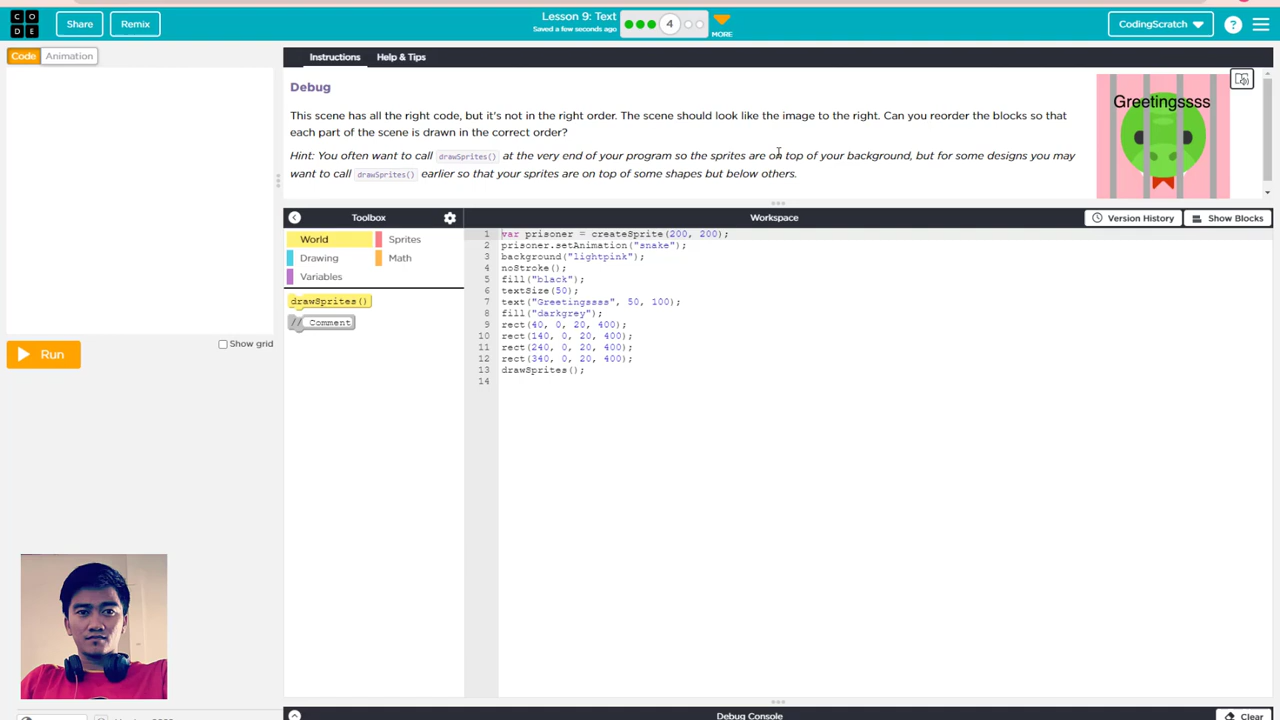 C O
D E
Share
Remix
Lesson 9: Text
Saved a few seconds ago
4
MORE
CodingScratch
?
Code
Animation
Instructions
Help & Tips
Debug
This scene has all the right code, but it's not in the right order. The scene should look like the image to the right. Can you reorder the blocks so that
each part of the scene is drawn in the correct order?
Hint: You often want to call drawSprites() at the very end of your program so the sprites are on top of your background, but for some designs you may
want to call drawSprites() earlier so that your sprites are on top of some shapes but below others.
Greetingssss
Toolbox
Workspace
Version History
Show Blocks
World
Sprites
Drawing
Math
Variables
drawSprites()
// Comment
1 var prisoner = createSprite(200, 200);
2 prisoner.setAnimation("snake");
3 background("lightpink");
4 noStroke();
5 fill("black");
6 textSize(50);
7 text("Greetingssss", 50, 100);
8 fill("darkgrey");
9 rect(40, 0, 20, 400);
10 rect(140, 0, 20, 400);
11 rect(240, 0, 20, 400);
12 rect(340, 0, 20, 400);
13 drawSprites();
14
Run
Show grid
Debug Console
Clear